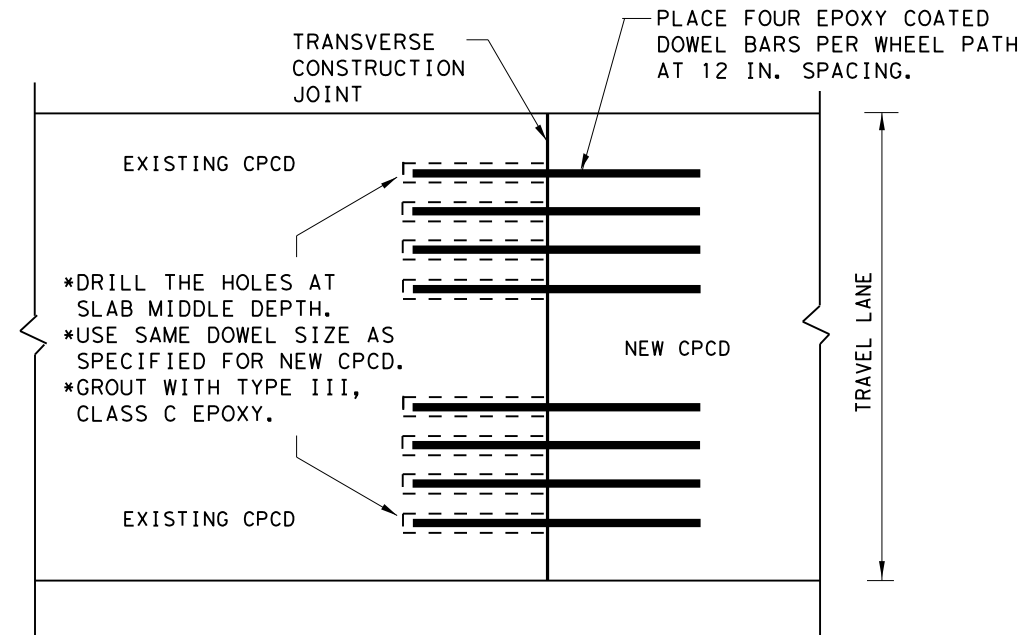 PLACE FOUR EPOXY COATED
DOWEL BARS PER WHEEL PATH
AT 12 IN. SPACING.
TRANSVERSE
CONSTRUCTION
JOINT
EXISTING CPCD
*DRILL THE HOLES AT
SLAB MIDDLE DEPTH.
*USE SAME DOWEL SIZE AS
SPECIFIED FOR NEW CPCD.
*GROUT WITH TYPE III,
CLASS C EPOXY.
NEW CPCD
TRAVEL LANE
EXISTING CPCD